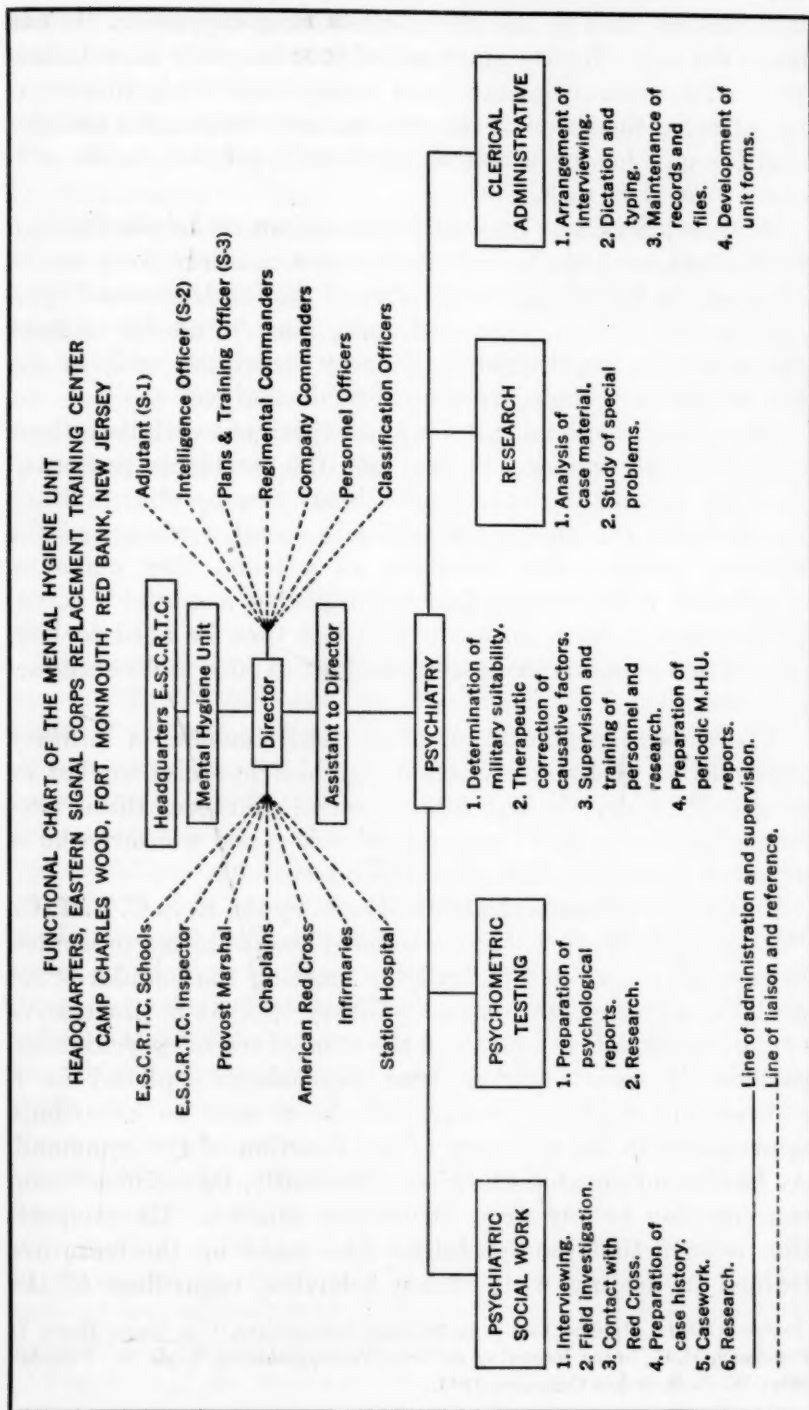 FUNCTIONAL CHART OF THE MENTAL HYGIENE UNIT
HEADQUARTERS, EASTERN SIGNAL CORPS REPLACEMENT TRAINING CENTER
CAMP CHARLES WOOD, FORT MONMOUTH, RED BANK, NEW JERSEY
Headquarters E.S.C.R.T.C.
Mental Hygiene Unit
Director
Assistant to Director
E.S.C.R.T.C. Schools
E.S.C.R.T.C. Inspector
Provost Marshal
Chaplains
American Red Cross
Infirmaries
Station Hospital
Adjutant (S-1)
Intelligence Officer (S-2)
Plans & Training Officer (S-3)
Regimental Commanders
Company Commanders
Personnel Officers
Classification Officers
PSYCHIATRIC
SOCIAL WORK
1. Interviewing.
2. Field Investigation.
3. Contact with
Red Cross.
4. Preparation of
case history.
5. Casework.
6. Research.
PSYCHOMETRIC
TESTING
1. Preparation of
psychological
reports.
2. Research.
PSYCHIATRY
1. Determination of
military suitability.
2. Therapeutic
correction of
causative factors.
3. Supervision and
training of
personnel and
research.
4. Preparation of
periodic M.H.U.
reports.
RESEARCH
1. Analysis of
case material.
2. Study of special
problems.
CLERICAL
ADMINISTRATIVE
1. Arrangement of
interviewing.
2. Dictation and
typing.
3. Maintenance of
records and
files.
4. Development of
unit forms.
Line of administration and supervision.
Line of liaison and reference.